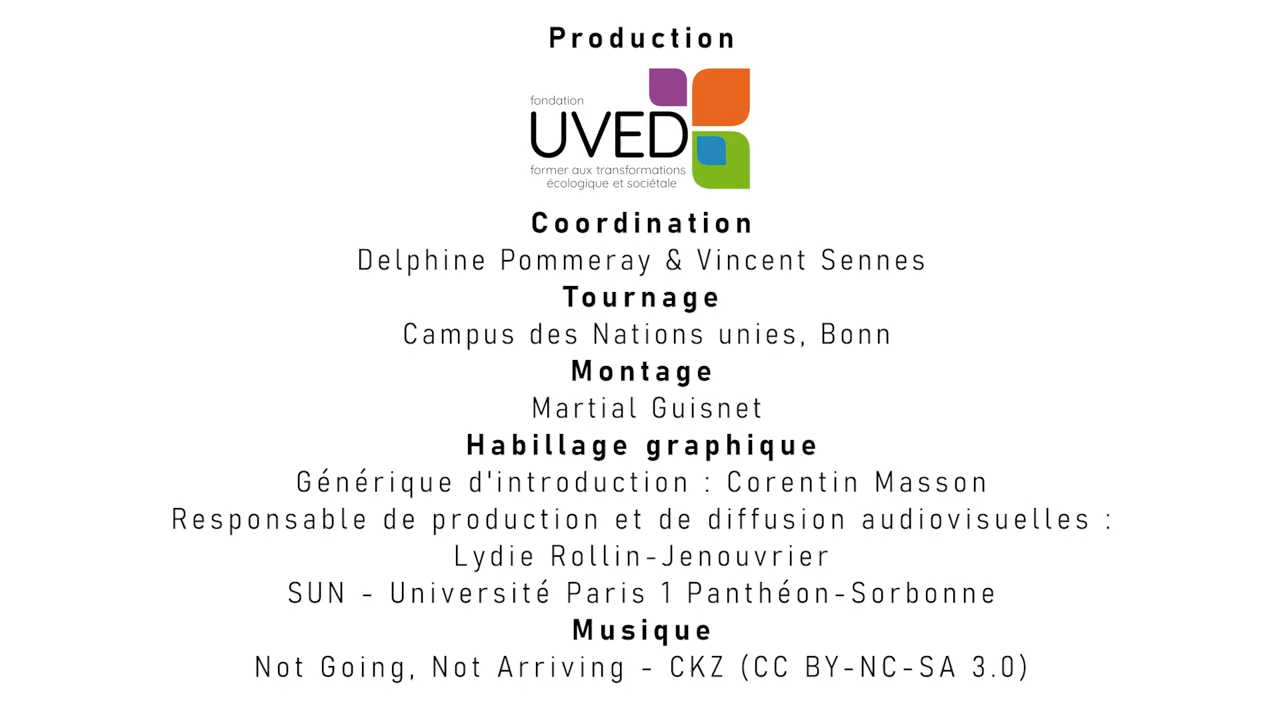 Production
fondation
UVED
former aux transformations
écologique et sociétale
Coordination
Delphine Pommeray & Vincent Sennes
Tournage
Campus des Nations unies, Bonn
Montage
Martial Guisnet
Habillage graphique
Générique d'introduction : Corentin Masson
Responsable de production et de diffusion audiovisuelles :
Lydie Rollin-Jenouvrier
SUN - Université Paris 1 Panthéon-Sorbonne
Musique
Not Going, Not Arriving - CKZ (CC BY-NC-SA 3.0)